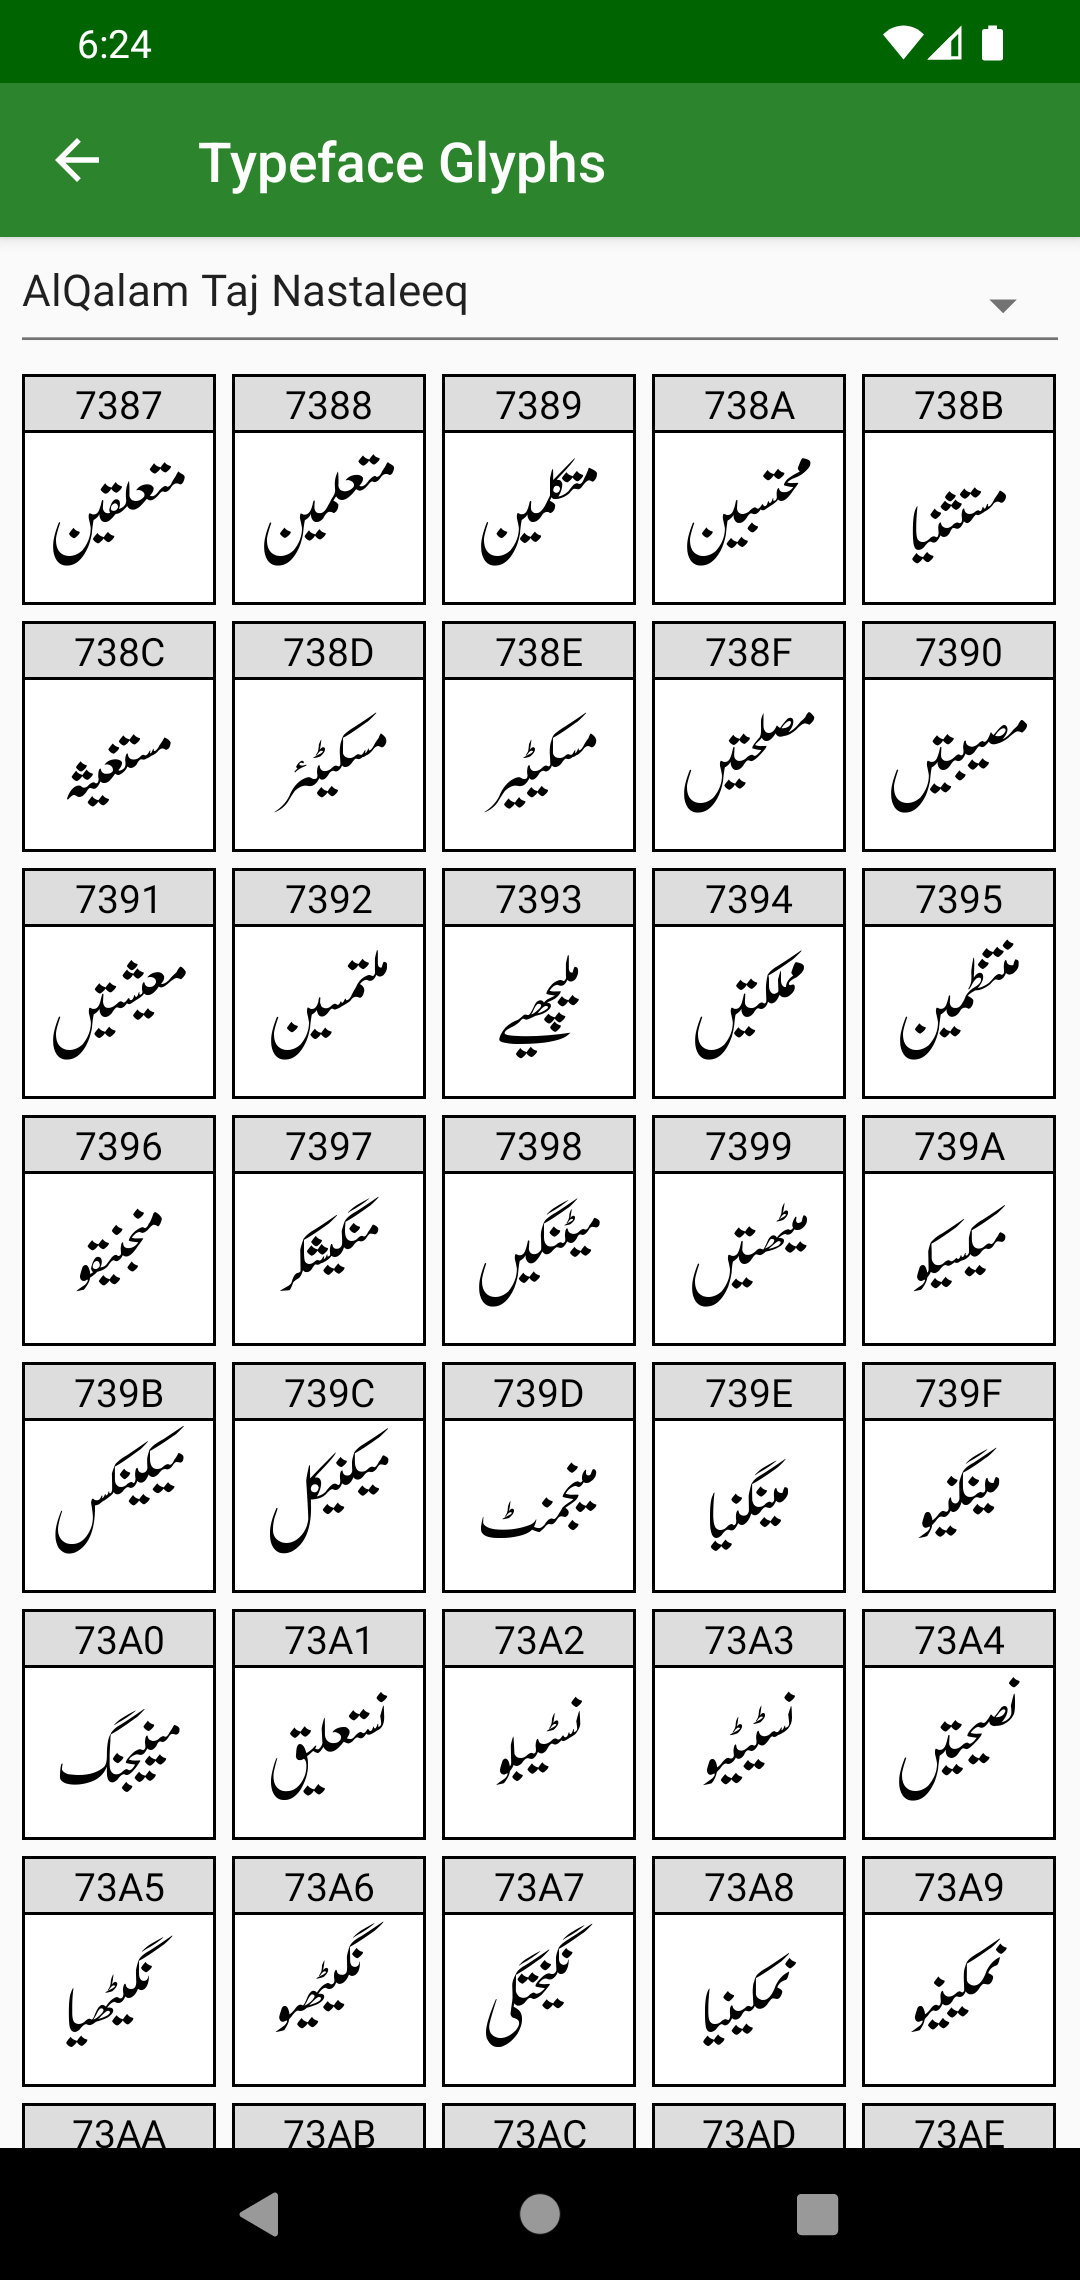 6:24
Typeface Glyphs
AlQalam Taj Nastaleeq
7387 7388 7389 738A 738B
متعلقین متعلمین متکلمین محتسبین مستثنیا
738C 738D 738E 738F 7390
مستغیثہ مسکیٹئر مسکیٹیر مصلحتیں مصیبتیں
7391 7392 7393 7394 7395
معیشتیں ملتمسین ملیچھیے مملکتیں منتظمین
7396 7397 7398 7399 739A
منجنیقو منگیشکر میٹنگیں میٹھتیں میکسیکو
739B 739C 739D 739E 739F
میکینکس میکنیکل مینجمنٹ مینگنیا مینگنیو
73A0 73A1 73A2 73A3 73A4
مینیجنگ نستعلیق نسٹیبلو نسٹیٹیو نصیحتیں
73A5 73A6 73A7 73A8 73A9
نگیٹھیا نگیٹھیو نگیختگی نمکینیا نمکینیو
73AA 73AB 73AC 73AD 73AE